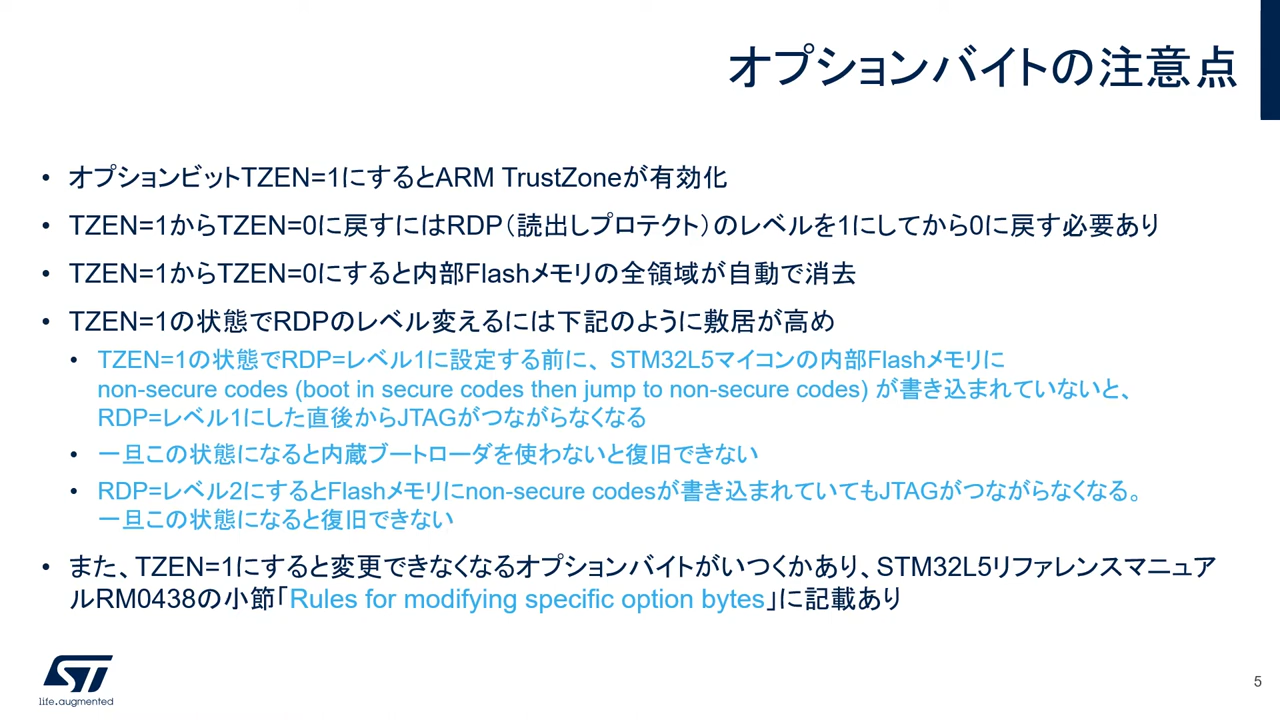 オプションバイトの注意点
• オプションビットTZEN=1にするとARM TrustZoneが有効化
• TZEN=1からTZEN=0に戻すにはRDP（読出しプロテクト）のレベルを1にしてから0に戻す必要あり
• TZEN=1からTZEN=0にすると内部Flashメモリの全領域が自動で消去
• TZEN=1の状態でRDPのレベル変えるには下記のように敷居が高め
• TZEN=1の状態でRDP=レベル1に設定する前に、STM32L5マイコンの内部Flashメモリに
non-secure codes (boot in secure codes then jump to non-secure codes) が書き込まれていないと、
RDP=レベル1にした直後からJTAGがつながらなくなる
• 一旦この状態になると内蔵ブートローダを使わないと復旧できない
• RDP=レベル2にするとFlashメモリにnon-secure codesが書き込まれていてもJTAGがつながらなくなる。
一旦この状態になると復旧できない
• また、TZEN=1にすると変更できなくなるオプションバイトがいつくかあり、STM32L5リファレンスマニュア
ルRM0438の小節「Rules for modifying specific option bytes」に記載あり
ST
life.augmented
5